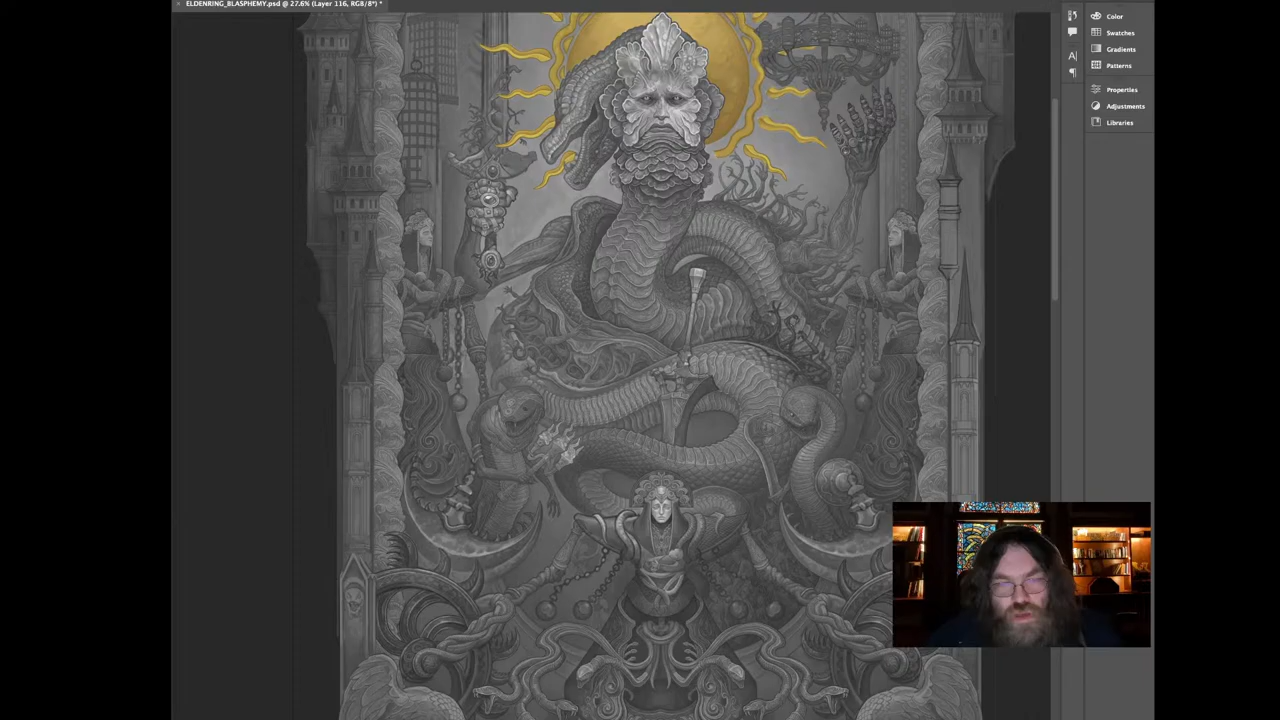 × ELDENRING_BLASPHEMY.psd @ 27.6% (Layer 116, RGB/8*) *
Color
Swatches
Gradients
Patterns
Properties
Adjustments
Libraries